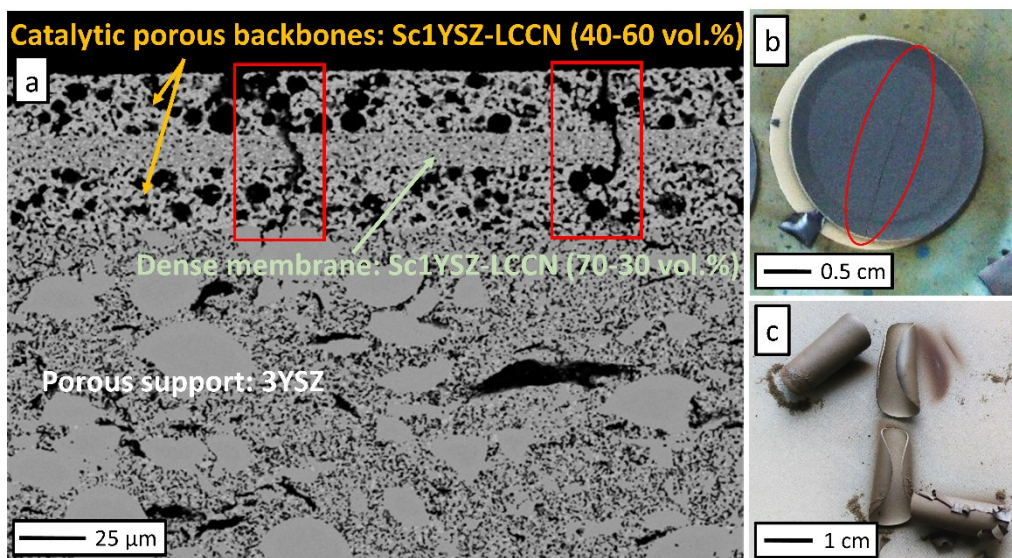 Catalytic porous backbones: Sc1YSZ-LCCN (40-60 vol.%)
a
Dense membrane: Sc1YSZ-LCCN (70-30 vol.%)
Porous support: 3YSZ
25 μm
b
0.5 cm
c
1 cm